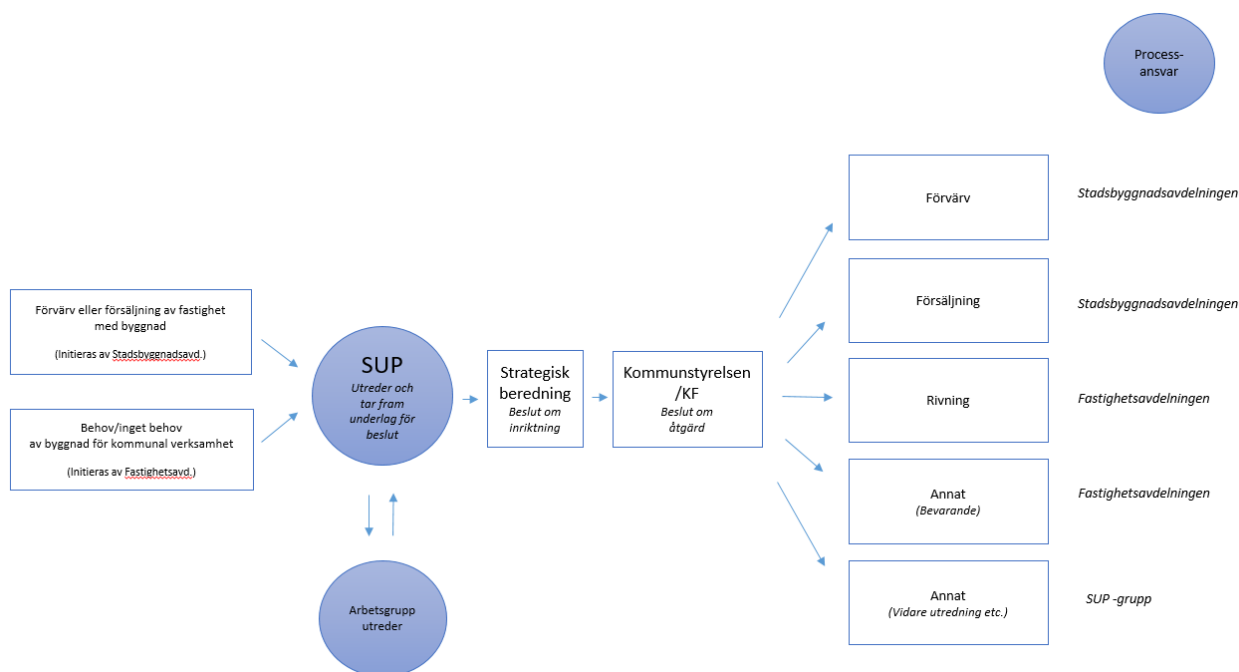 Process-
ansvar
Förvärv
Stadsbyggnadsavdelningen
Försäljning
Stadsbyggnadsavdelningen
Förvärv eller försäljning av fastighet
med byggnad
(Initieras av Stadsbyggnadsavd.)
SUP
Utreder och
tar fram
underlag för
beslut
Strategisk
beredning
Beslut om
inriktning
Kommunstyrelsen
/KF
Beslut om
åtgärd
Rivning
Fastighetsavdelningen
Behov/inget behov
av byggnad för kommunal verksamhet
(Initieras av Fastighetsavd.)
Annat
(Bevarande)
Fastighetsavdelningen
Arbetsgrupp
utreder
Annat
(Vidare utredning etc.)
SUP -grupp